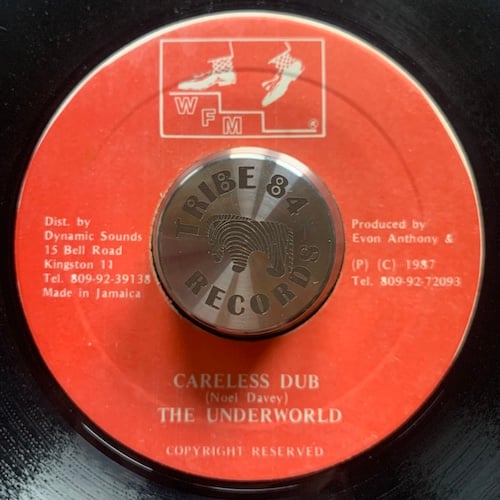 WFM
®
TRIBE 84
RECORDS
Dist. by
Dynamic Sounds
15 Bell Road
Kingston 11
Tel. 809-92-39138
Made in Jamaica
Produced by
Evon Anthony &
(P) (C) 1987
Tel. 809-92-72093
CARELESS DUB
(Noel Davey)
THE UNDERWORLD
COPYRIGHT RESERVED